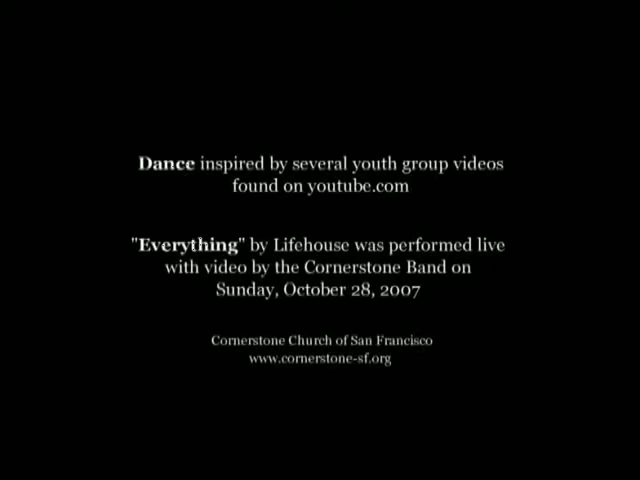 Dance inspired by several youth group videos
found on youtube.com
"Everything" by Lifehouse was performed live
with video by the Cornerstone Band on
Sunday, October 28, 2007
Cornerstone Church of San Francisco
www.cornerstone-sf.org